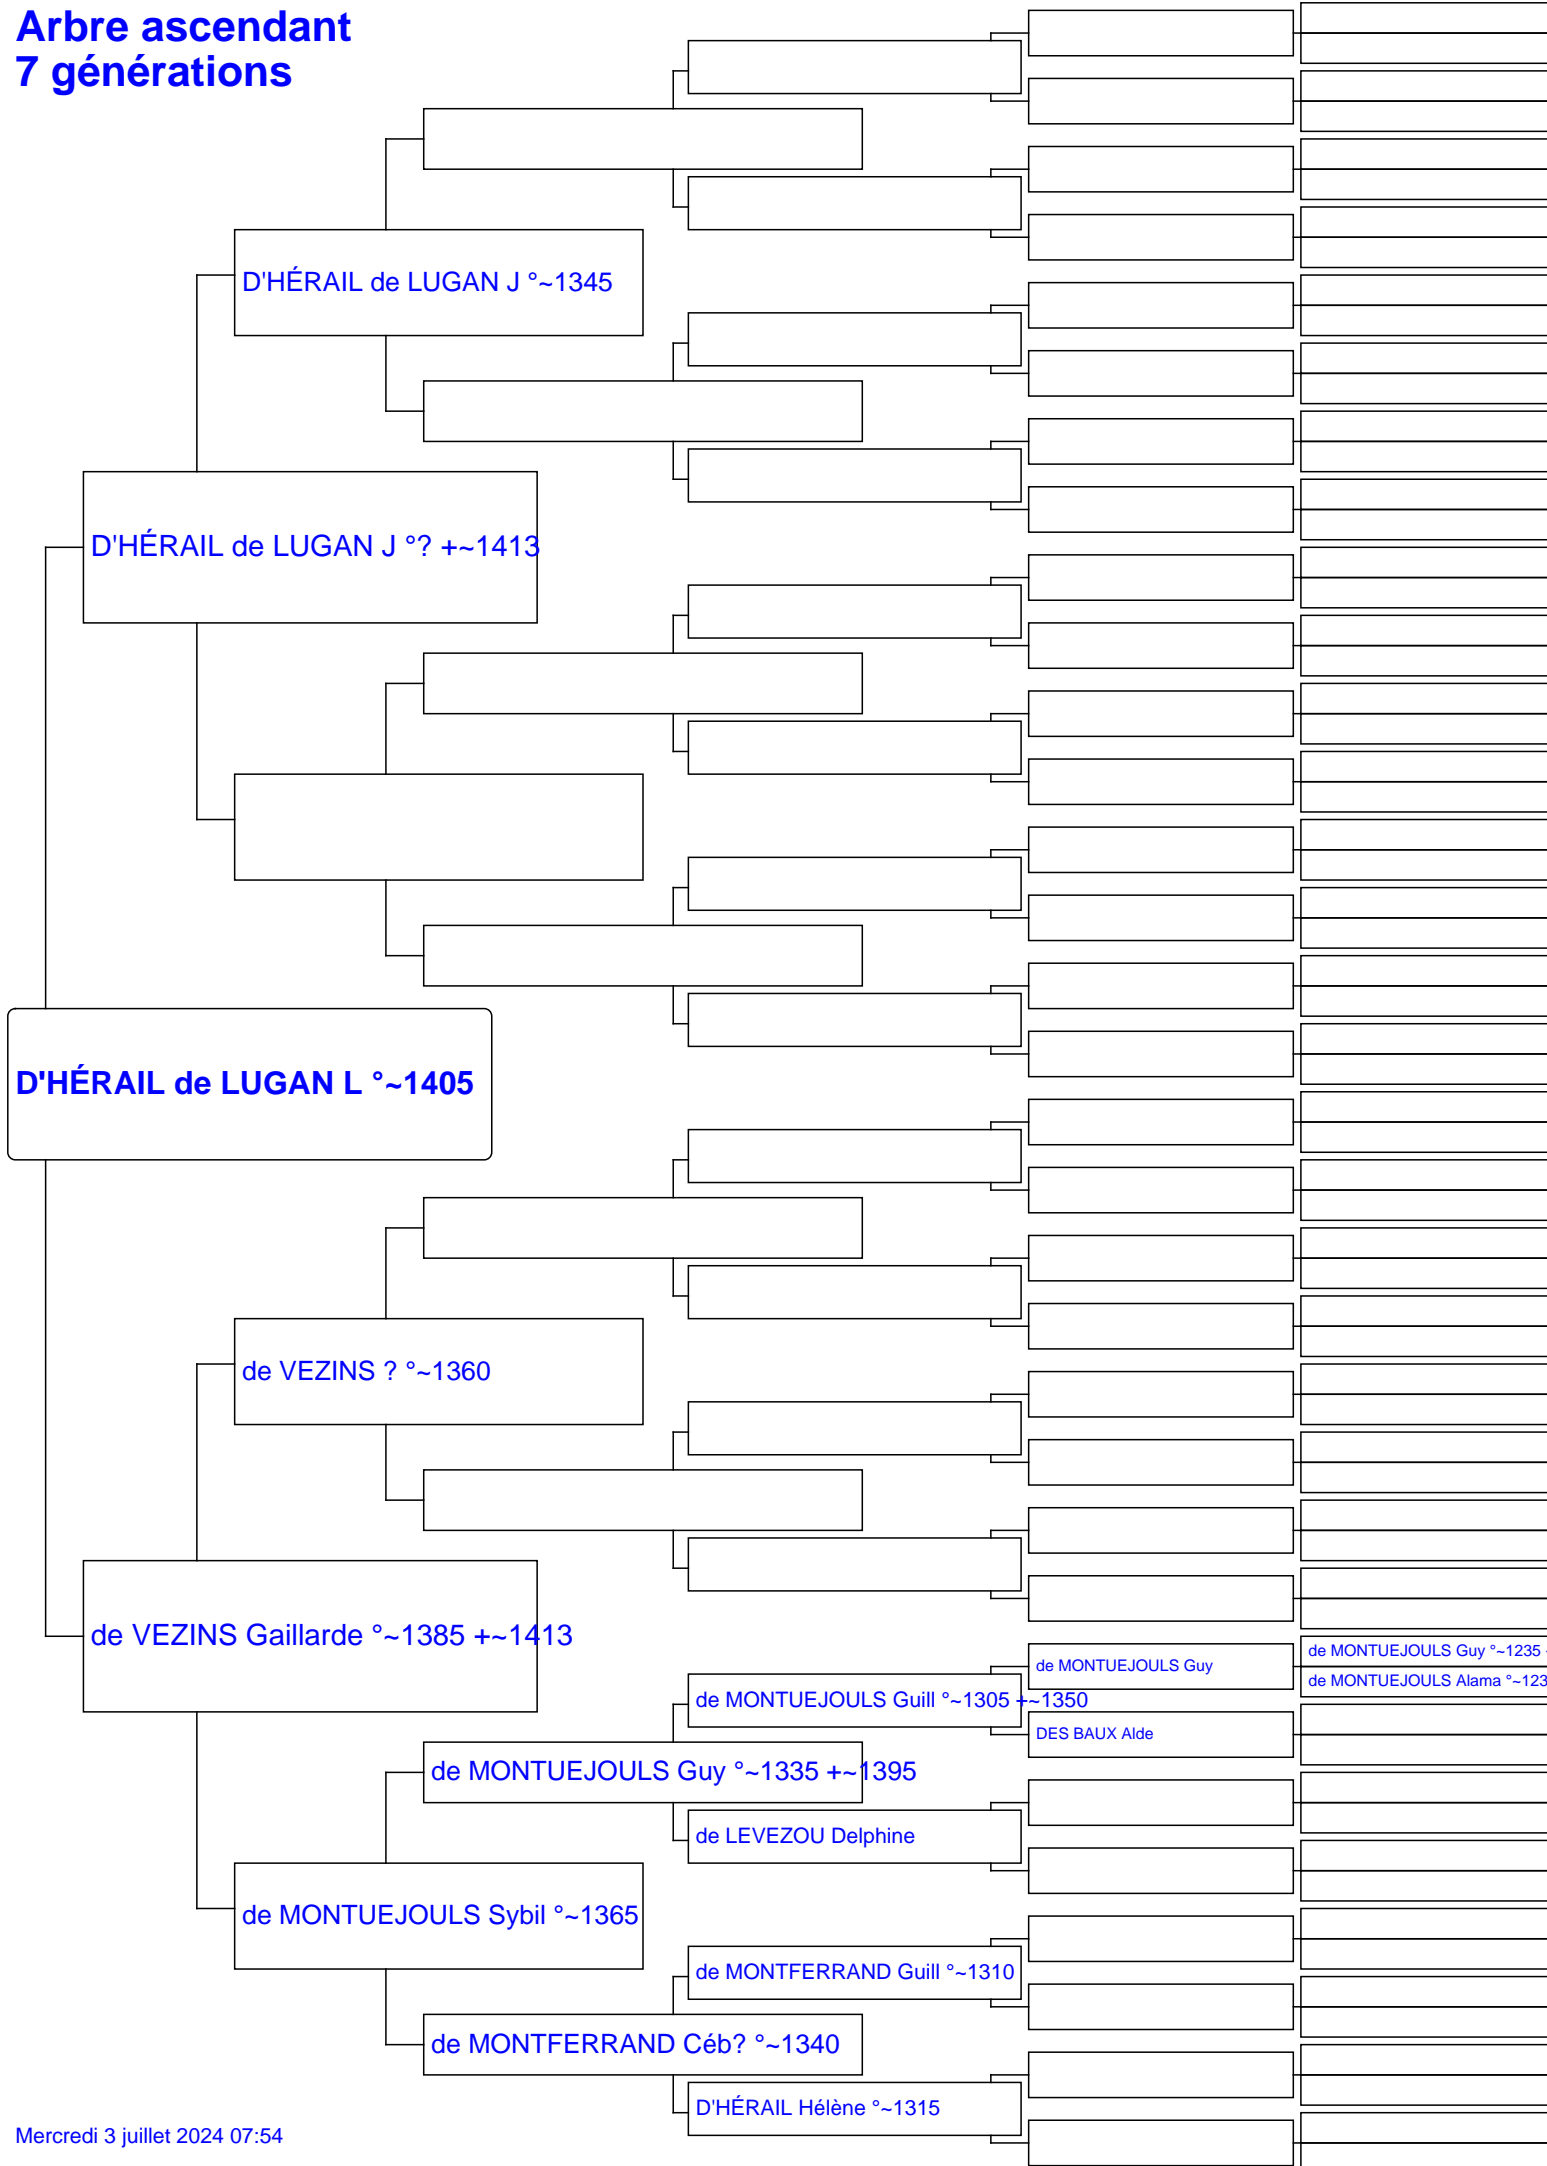 Arbre ascendant
7 générations
D'HÉRAIL de LUGAN J °~1345
D'HÉRAIL de LUGAN J °? +~1413
D'HÉRAIL de LUGAN L °~1405
de VEZINS ? °~1360
de VEZINS Gaillarde °~1385 +~1413
de MONTUEJOULS Guy °~1235
de MONTUEJOULS Guy
de MONTUEJOULS Alama °~123
de MONTUEJOULS Guill °~1305 +~1350
DES BAUX Alde
de MONTUEJOULS Guy °~1335 +~1395
de LEVEZOU Delphine
de MONTUEJOULS Sybil °~1365
de MONTFERRAND Guill °~1310
de MONTFERRAND Céb? °~1340
D'HÉRAIL Hélène °~1315
Mercredi 3 juillet 2024 07:54